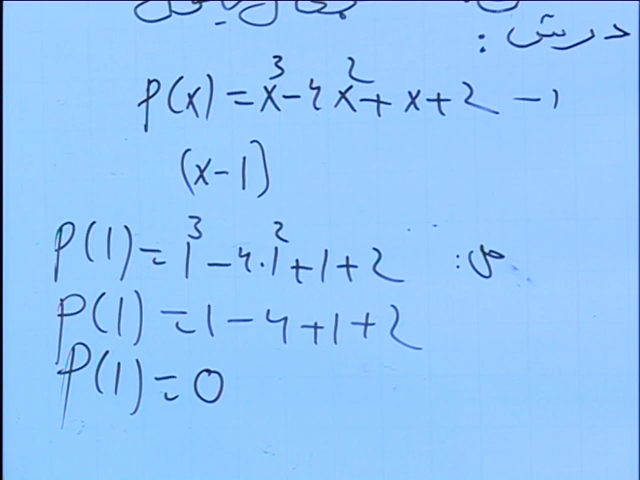 درسن :
P(x) = x³ - 4x² + x + 2 -1
(x-1)
P(1) = 1³ - 4·1² + 1 + 2 حل:
P(1) = 1 - 4 + 1 + 2
P(1) = 0